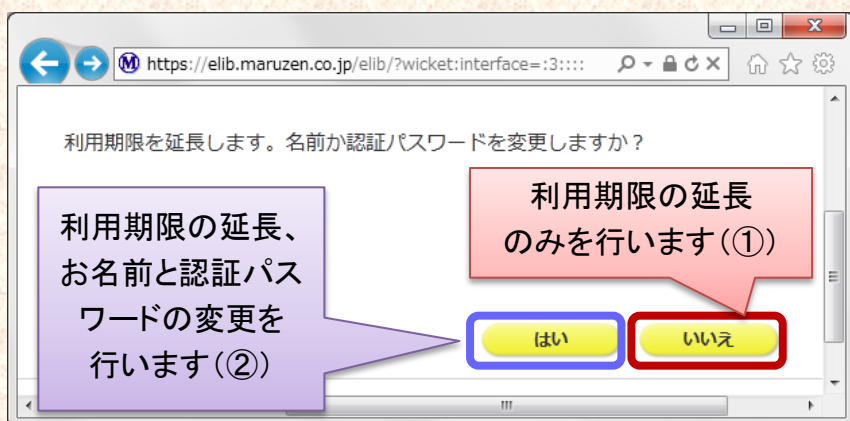 https://elib.maruzen.co.jp/elib/?wicket:interface=:3::::
利用期限を延長します。名前か認証パスワードを変更しますか？
利用期限の延長
のみを行います（①）
利用期限の延長、
お名前と認証パス
ワードの変更を
行います（②）
はい
いいえ